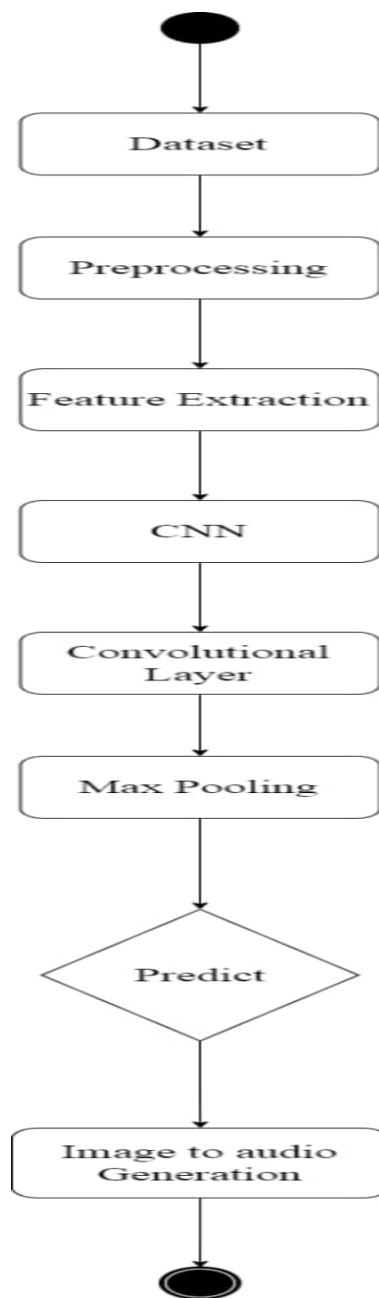 Dataset
Preprocessing
Feature Extraction
CNN
Convolutional
Layer
Max Pooling
Predict
Image to audio
Generation